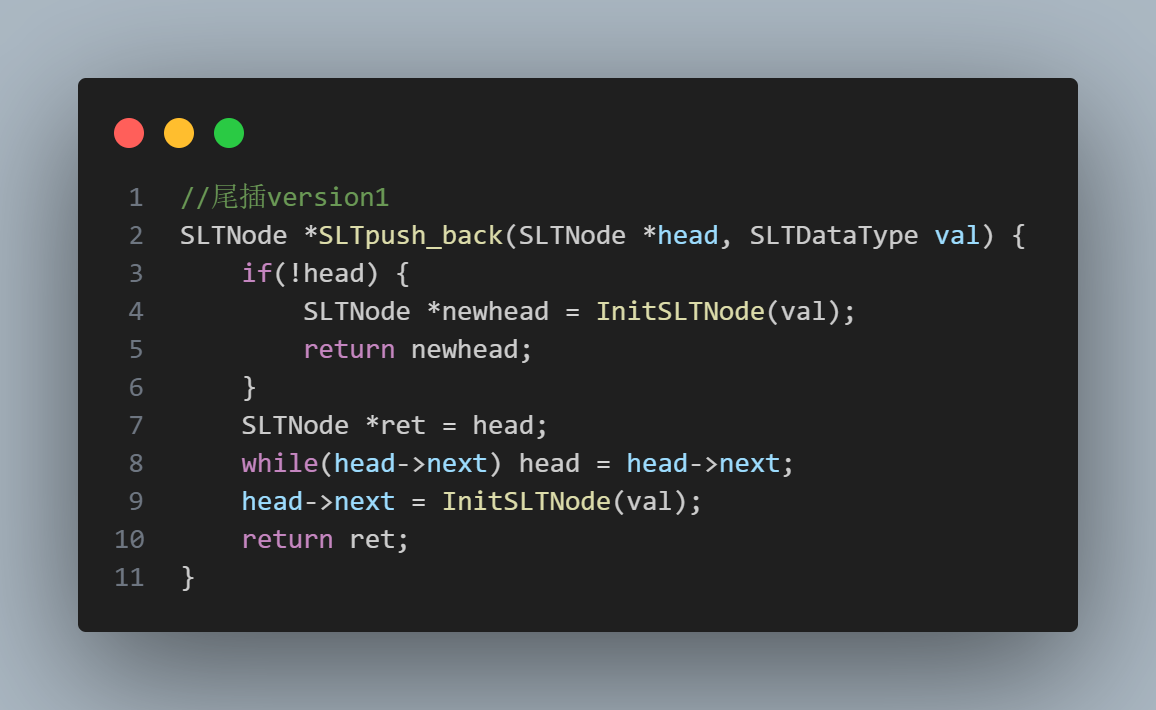 1 //尾插version1
2 SLTNode *SLTpush_back(SLTNode *head, SLTDataType val) {
3     if(!head) {
4         SLTNode *newhead = InitSLTNode(val);
5         return newhead;
6     }
7     SLTNode *ret = head;
8     while(head->next) head = head->next;
9     head->next = InitSLTNode(val);
10     return ret;
11 }